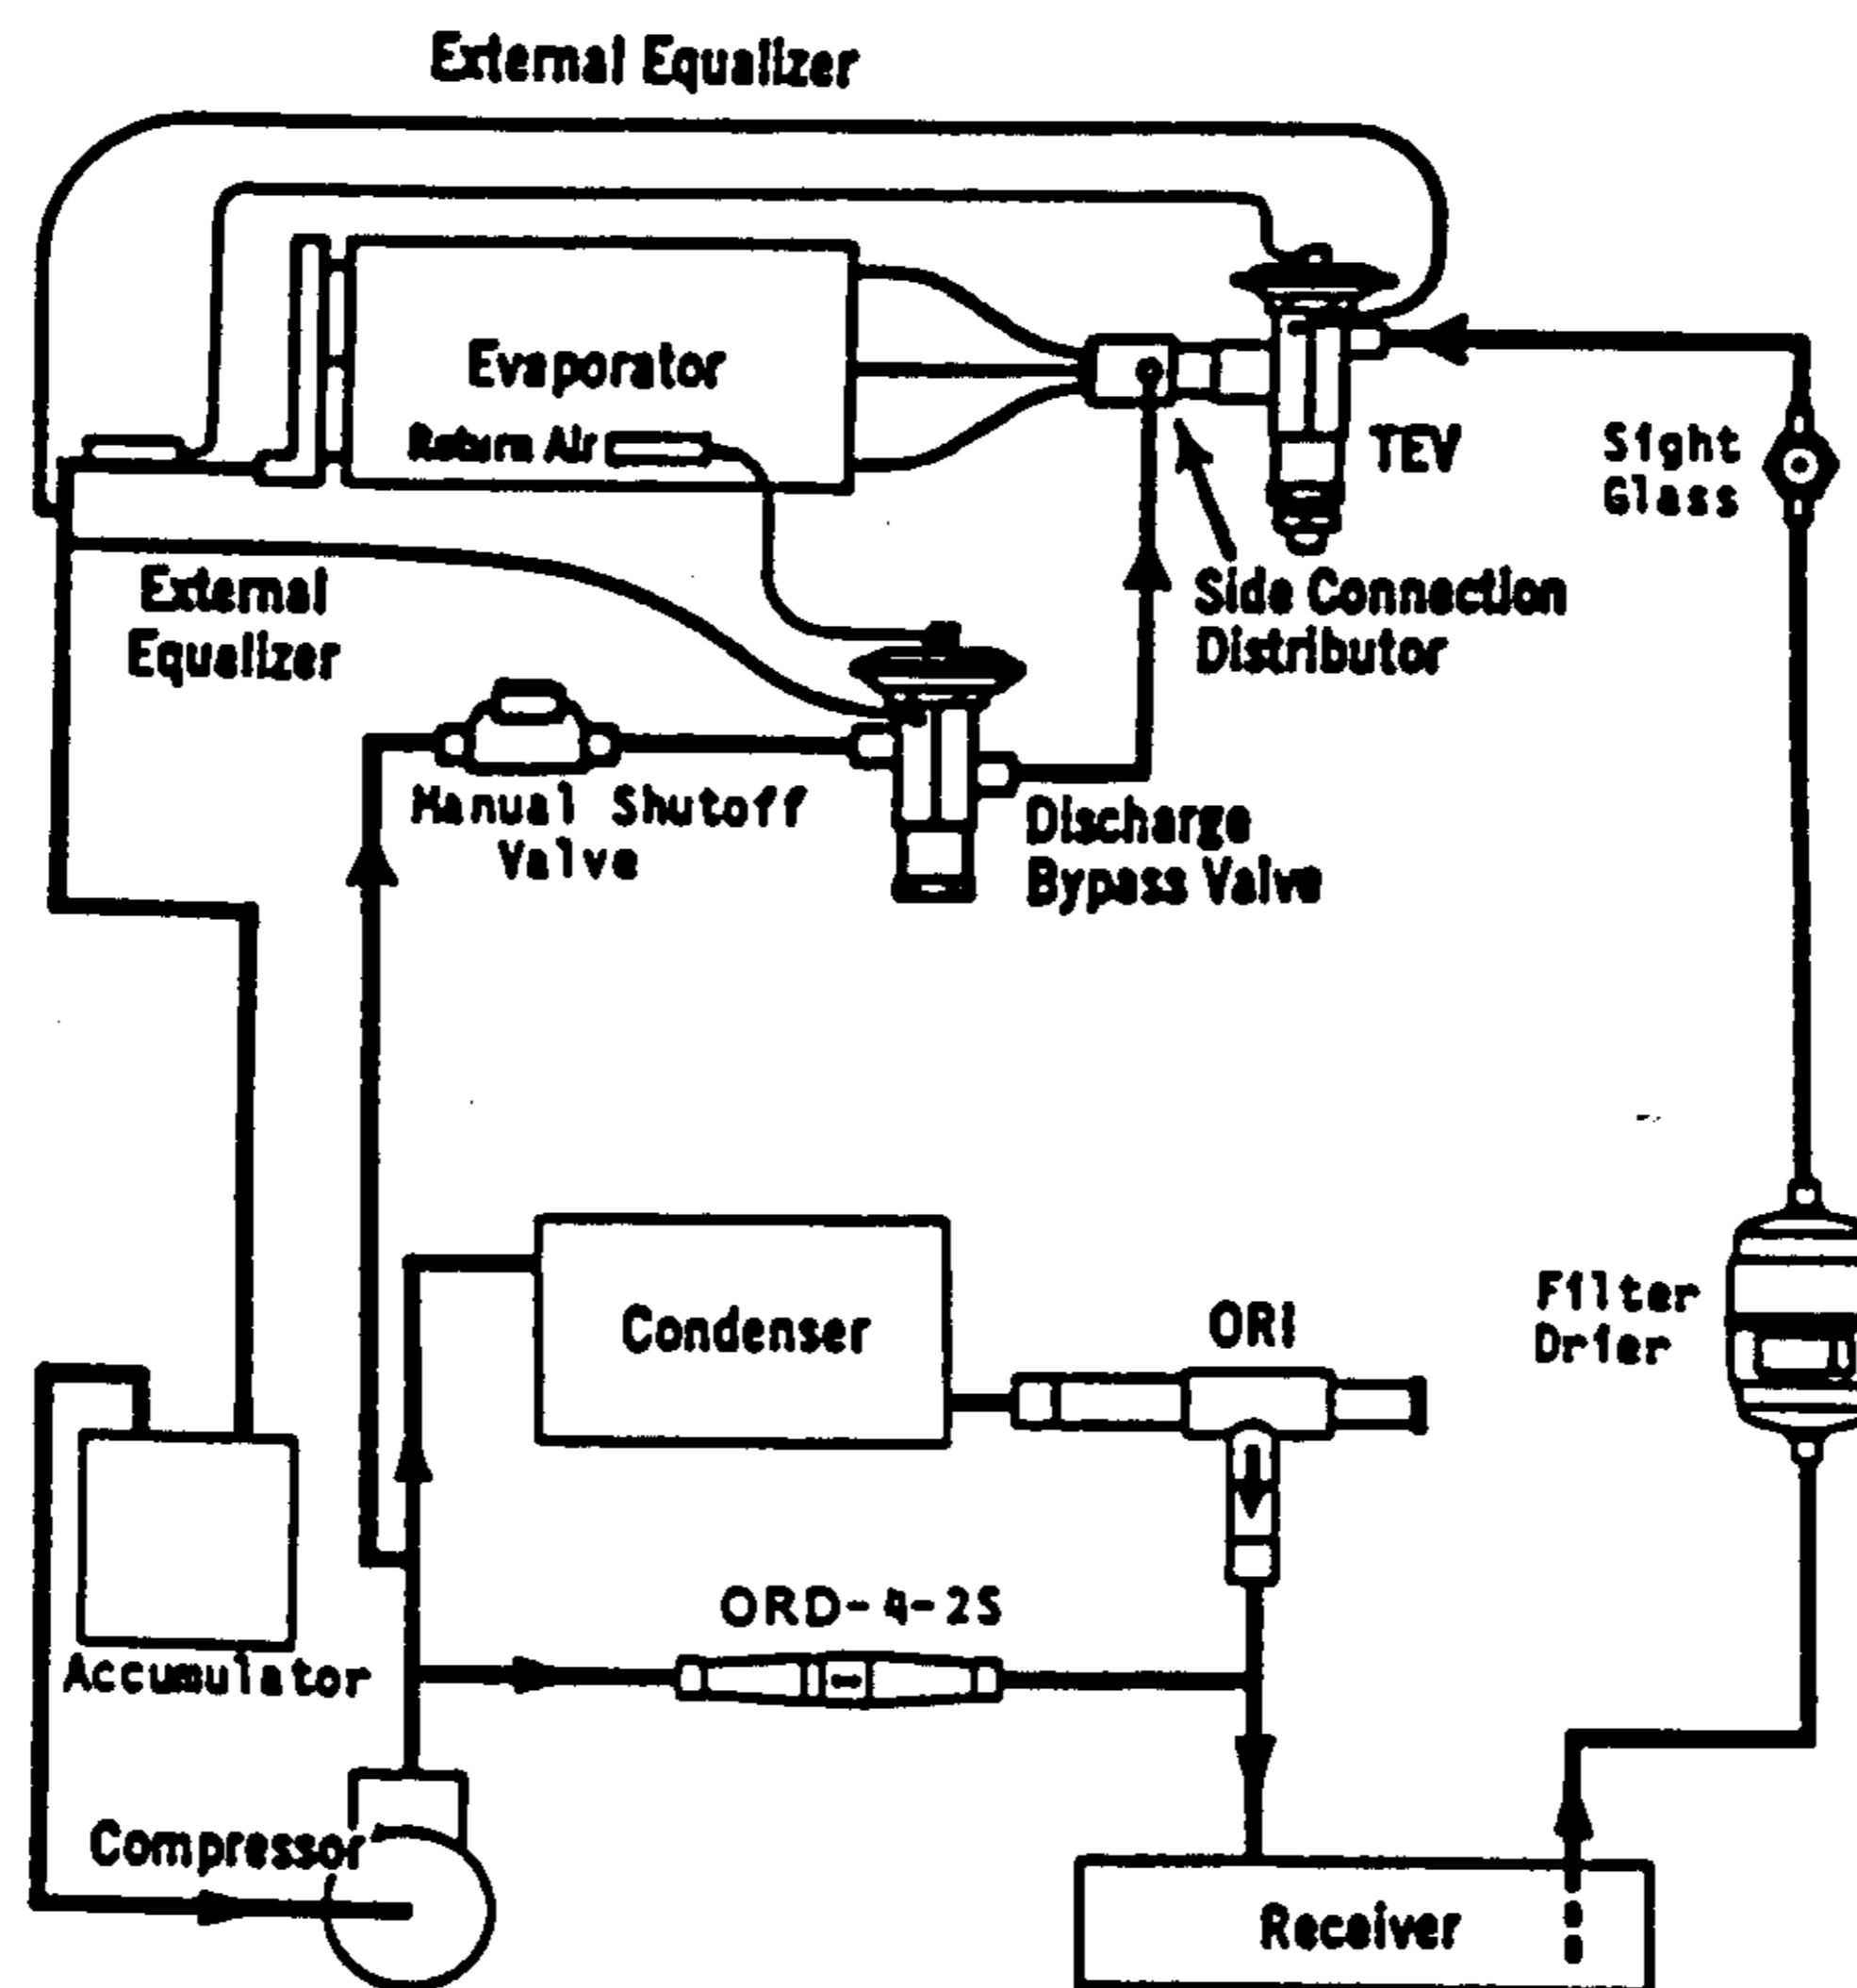 External Equalizer
Evaporator
Return Air
TEV
Sight
Glass
External
Equalizer
Side Connection
Distributor
Manual Shutoff
Valve
Discharge
Bypass Valve
Condenser
ORI
Filter
Drier
ORD-4-2S
Accumulator
Compressor
Receiver